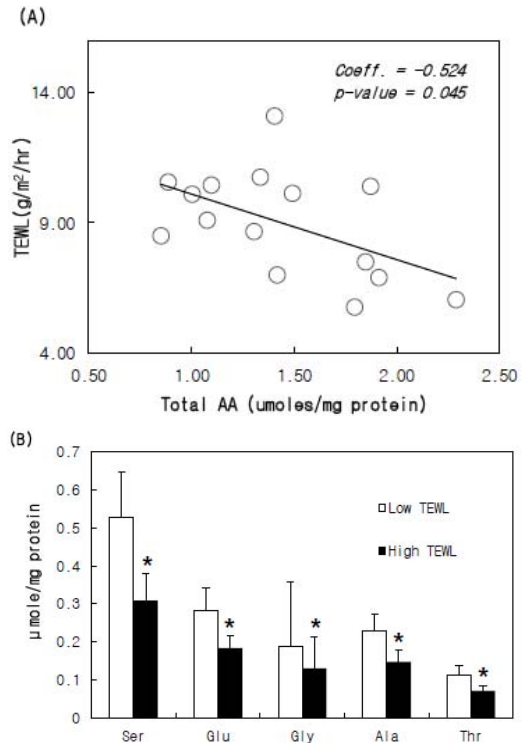 (A)
Coeff. = -0.524
p-value = 0.045
14.00
9.00
4.00
TEWL(g/m²/hr)
0.50 1.00 1.50 2.00 2.50
Total AA (umoles/mg protein)
(B)
0.7
0.6
0.5
0.4
0.3
0.2
0.1
0
μmole/mg protein
Low TEWL
High TEWL
* * * * *
Ser Glu Gly Ala Thr